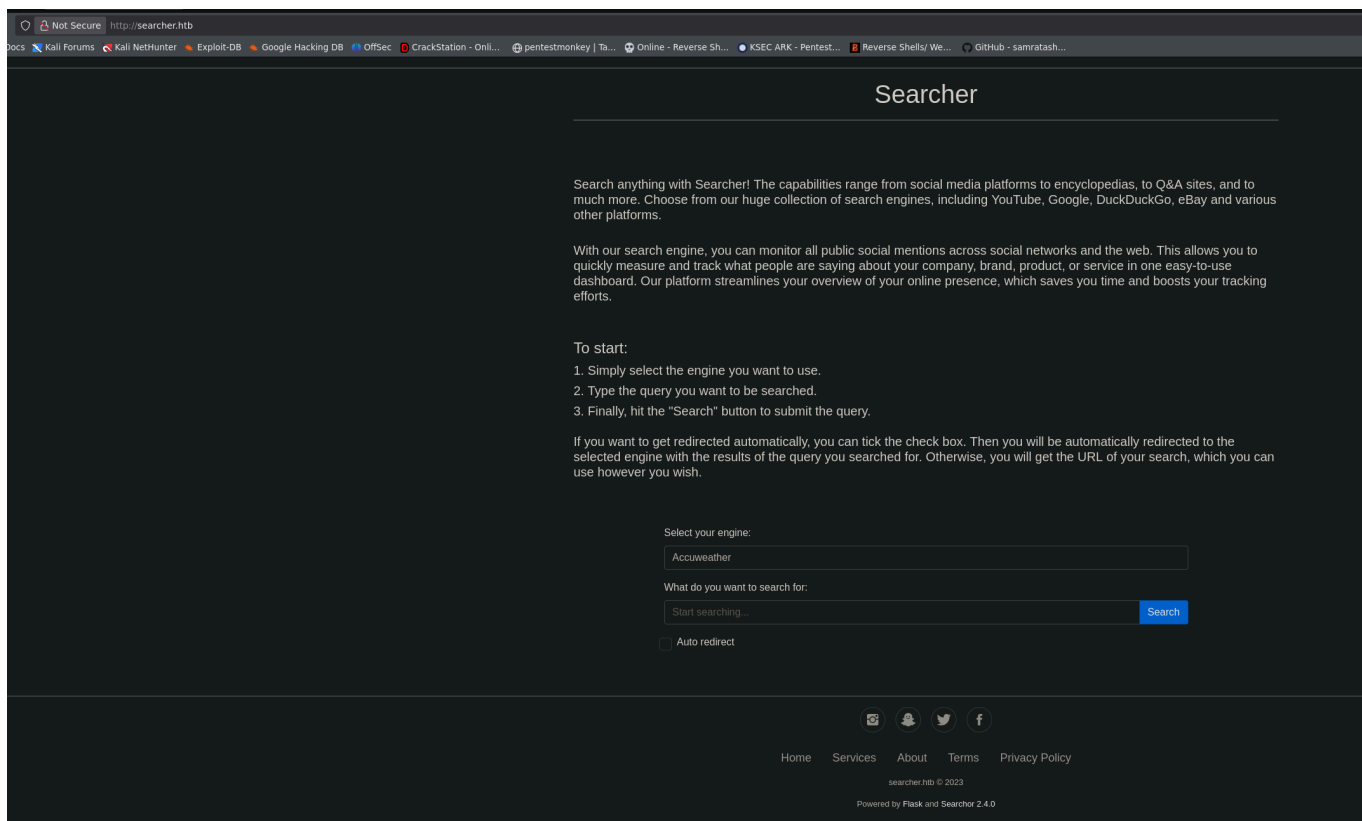 Not Secure http://searcher.htb
Docs Kali Forums Kali NetHunter Exploit-DB Google Hacking DB OffSec CrackStation - Onli... pentestmonkey | Ta... Online - Reverse Sh... KSEC ARK - Pentest... Reverse Shells/ We... GitHub - samratash...
Searcher
Search anything with Searcher! The capabilities range from social media platforms to encyclopedias, to Q&A sites, and to
much more. Choose from our huge collection of search engines, including YouTube, Google, DuckDuckGo, eBay and various
other platforms.
With our search engine, you can monitor all public social mentions across social networks and the web. This allows you to
quickly measure and track what people are saying about your company, brand, product, or service in one easy-to-use
dashboard. Our platform streamlines your overview of your online presence, which saves you time and boosts your tracking
efforts.
To start:
1. Simply select the engine you want to use.
2. Type the query you want to be searched.
3. Finally, hit the "Search" button to submit the query.
If you want to get redirected automatically, you can tick the check box. Then you will be automatically redirected to the
selected engine with the results of the query you searched for. Otherwise, you will get the URL of your search, which you can
use however you wish.
Select your engine:
Accuweather
What do you want to search for:
Start searching...
Search
Auto redirect
Home Services About Terms Privacy Policy
searcher.htb © 2023
Powered by Flask and Searchor 2.4.0